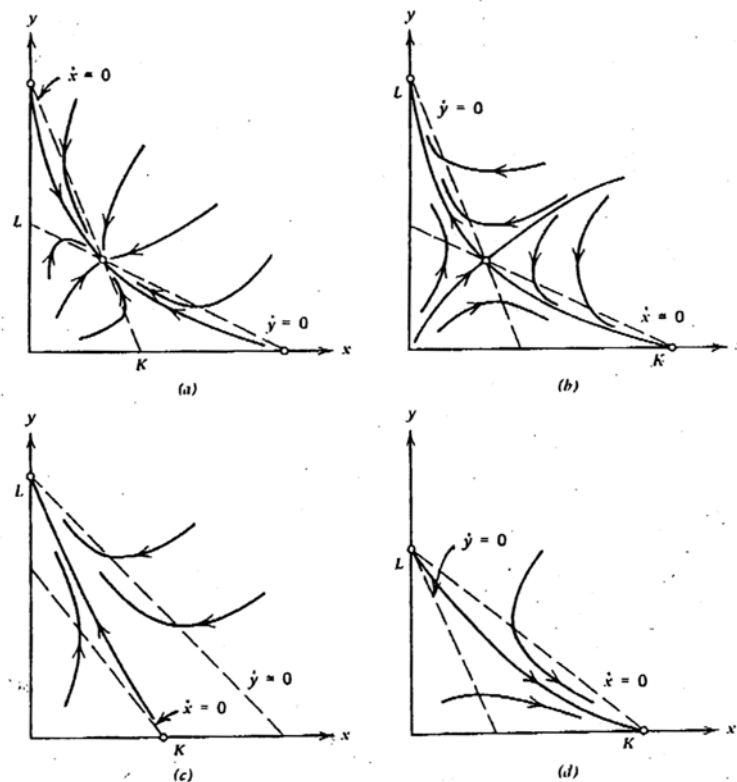 y
ẋ = 0
L
ẏ = 0
x
K
(a)
y
L
ẏ = 0
ẋ = 0
x
K
(b)
y
L
ẏ = 0
ẋ = 0
x
K
(c)
y
L
ẏ = 0
ẋ = 0
x
K
(d)